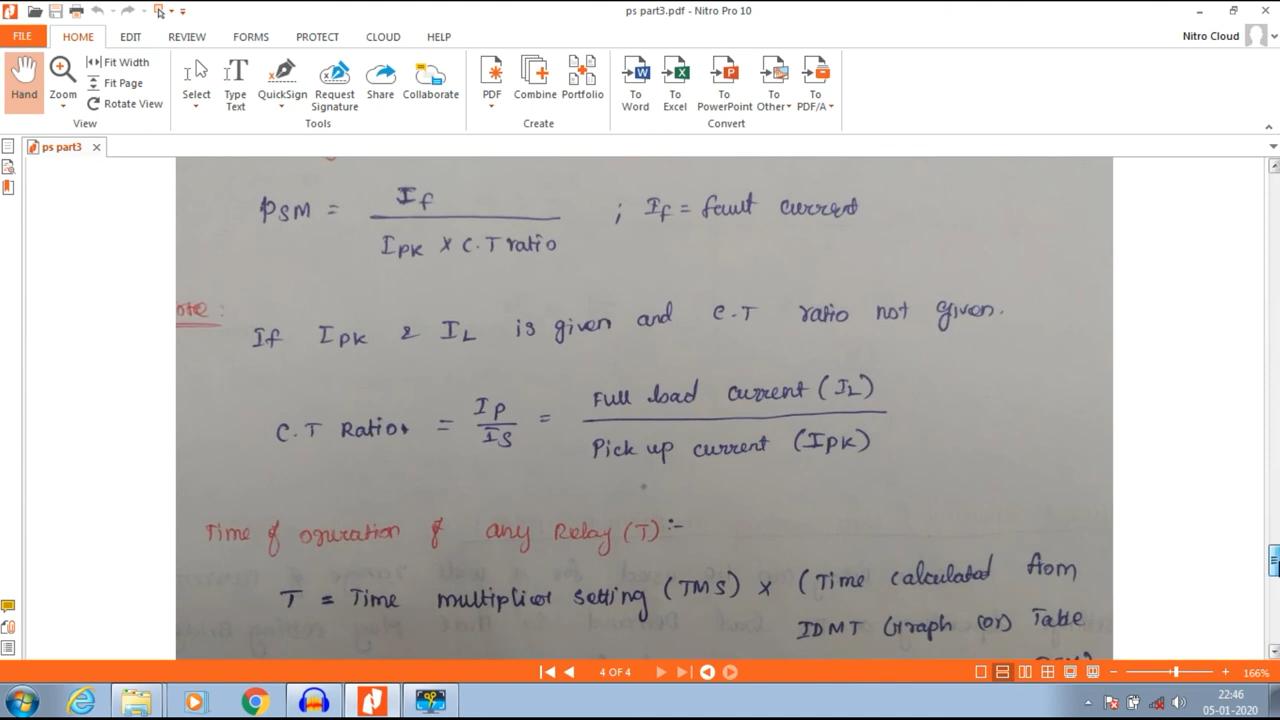 ps part3.pdf - Nitro Pro 10
FILE HOME EDIT REVIEW FORMS PROTECT CLOUD HELP Nitro Cloud
Hand Zoom Fit Width Fit Page Rotate View
View
Select Type Text QuickSign Request Signature Share Collaborate
Tools
PDF Combine Portfolio
Create
To Word To Excel To PowerPoint To Other To PDF/A
Convert
ps part3
PSM = If / IPK X C.T ratio ; If = fault current
ote :
If IPK & IL is given and C.T ratio not given.
C.T Ratio = IP / IS = Full load current (IL) / Pick up current (IPK)
Time of operation of any Relay (T) :-
T = Time multiplier setting (TMS) x (Time calculated from
IDMT Graph (or) Table
4 OF 4
166%
22:46
05-01-2020